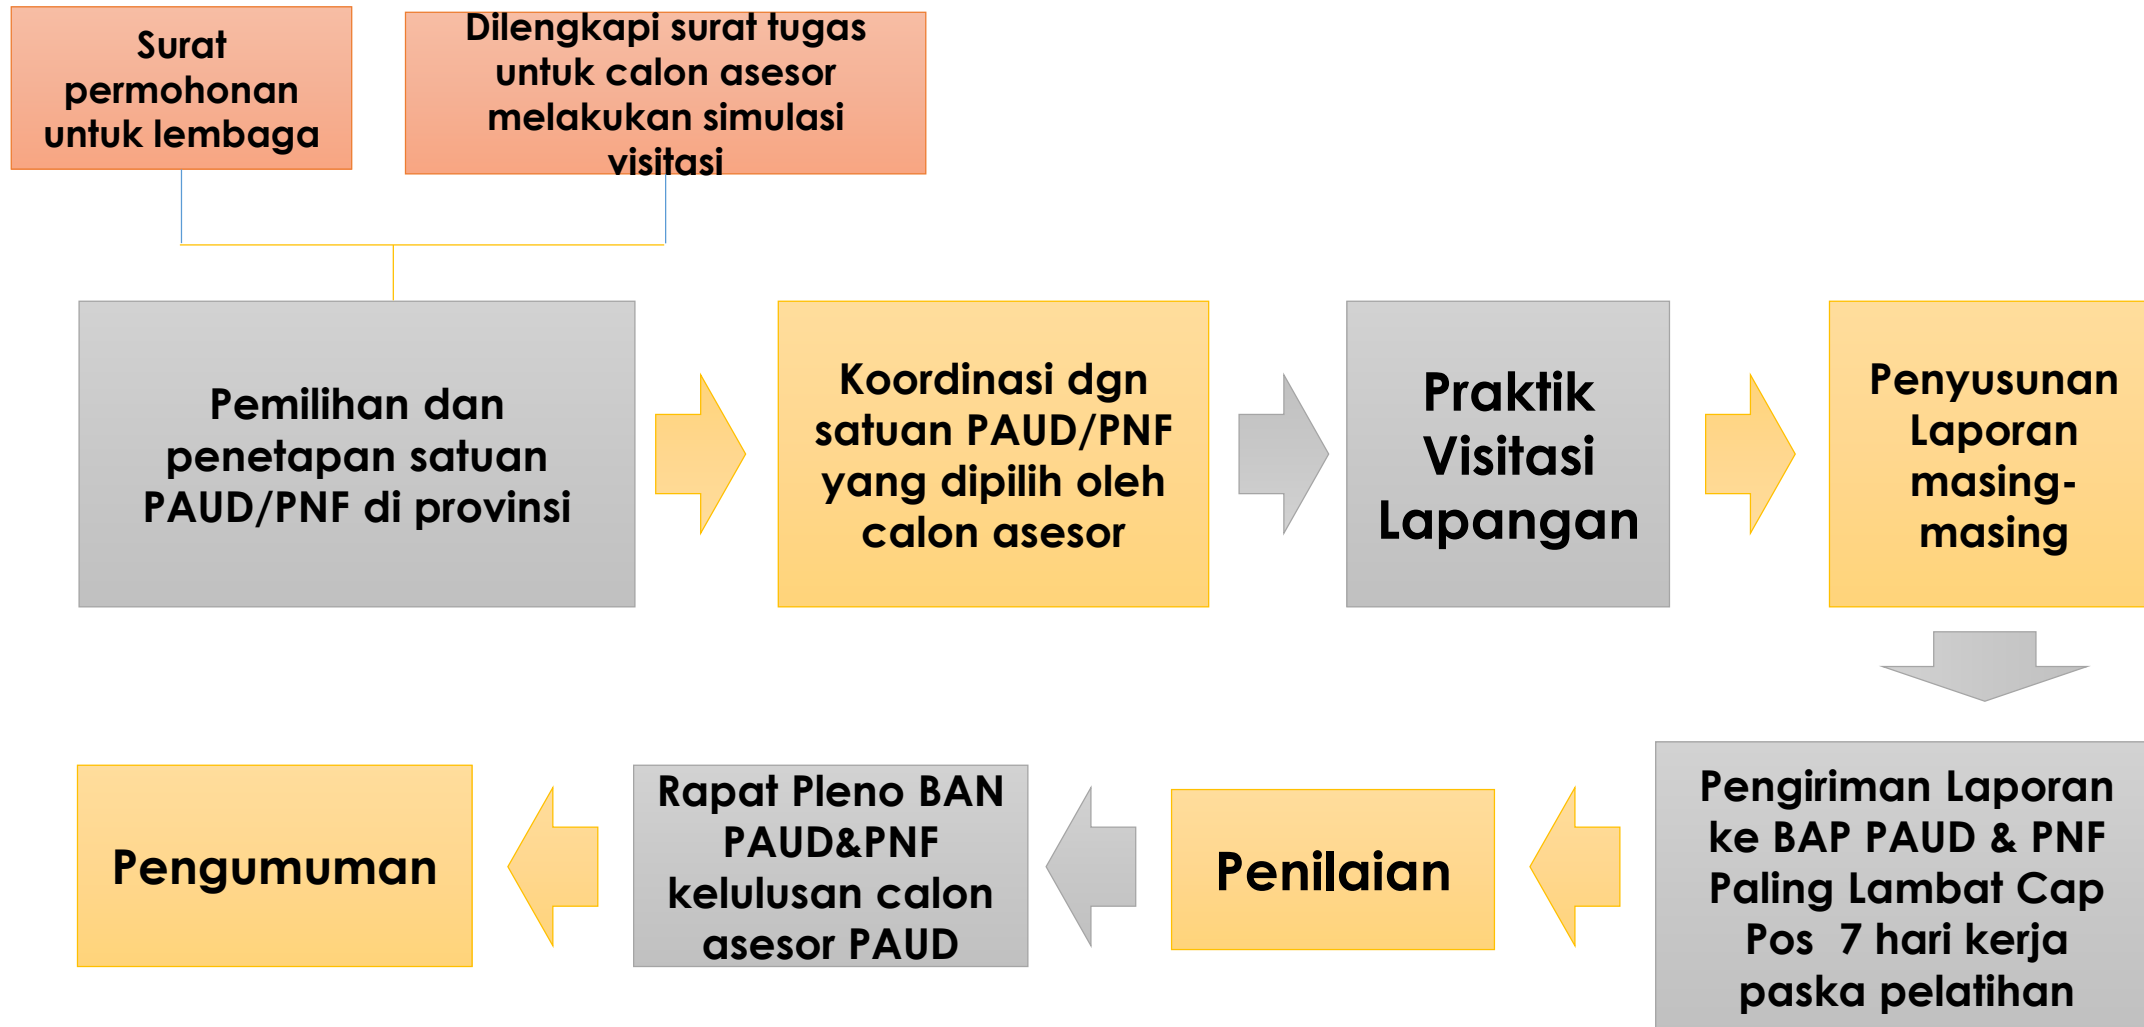 Surat
permohonan
untuk lembaga
Dilengkapi surat tugas
untuk calon asesor
melakukan simulasi
visitasi
Pemilihan dan
penetapan satuan
PAUD/PNF di provinsi
Koordinasi dgn
satuan PAUD/PNF
yang dipilih oleh
calon asesor
Praktik
Visitasi
Lapangan
Penyusunan
Laporan
masing-
masing
Pengiriman Laporan
ke BAP PAUD & PNF
Paling Lambat Cap
Pos 7 hari kerja
paska pelatihan
Penilaian
Rapat Pleno BAN
PAUD&PNF
kelulusan calon
asesor PAUD
Pengumuman